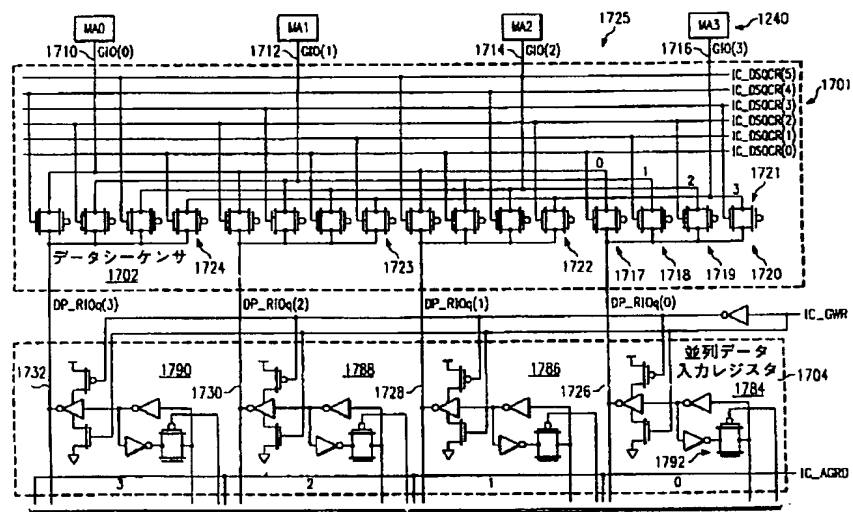 MA0 MA1 MA2 MA3 1240
1725
1710 GIO(0) 1712 GIO(1) 1714 GIO(2) 1716 GIO(3)
IC_DSQCR(5)
IC_DSQCR(4)
IC_DSQCR(3)
IC_DSQCR(2)
IC_DSQCR(1)
IC_DSQCR(0)
1701
0 1 2 3
1721
データシーケンサ
1702
1724 1723 1722 1717 1718 1719 1720
DP_RIOq(3) DP_RIOq(2) DP_RIOq(1) DP_RIOq(0)
IC_GWR
並列データ
入力レジスタ
1732 1790 1730 1788 1728 1786 1726 1784 1704
1792
IC_AGRD
3 2 1 0